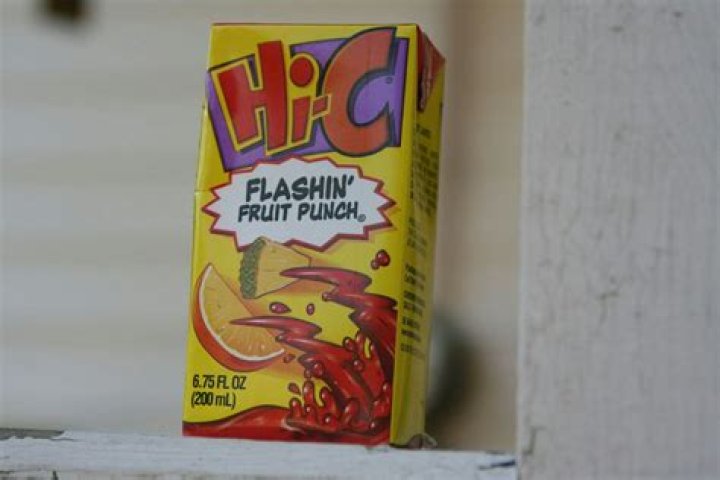 Hi-C
FLASHIN'
FRUIT PUNCH®
6.75 FL OZ
(200 mL)